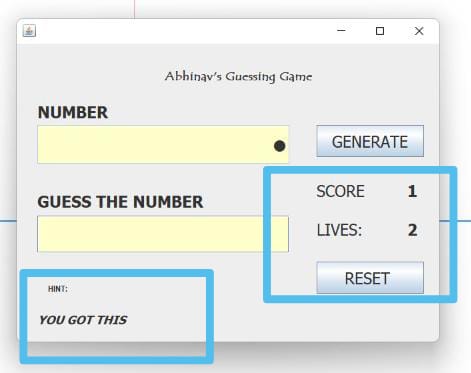 Abhinav's Guessing Game
NUMBER
GENERATE
SCORE 1
GUESS THE NUMBER
LIVES: 2
HINT:
RESET
YOU GOT THIS